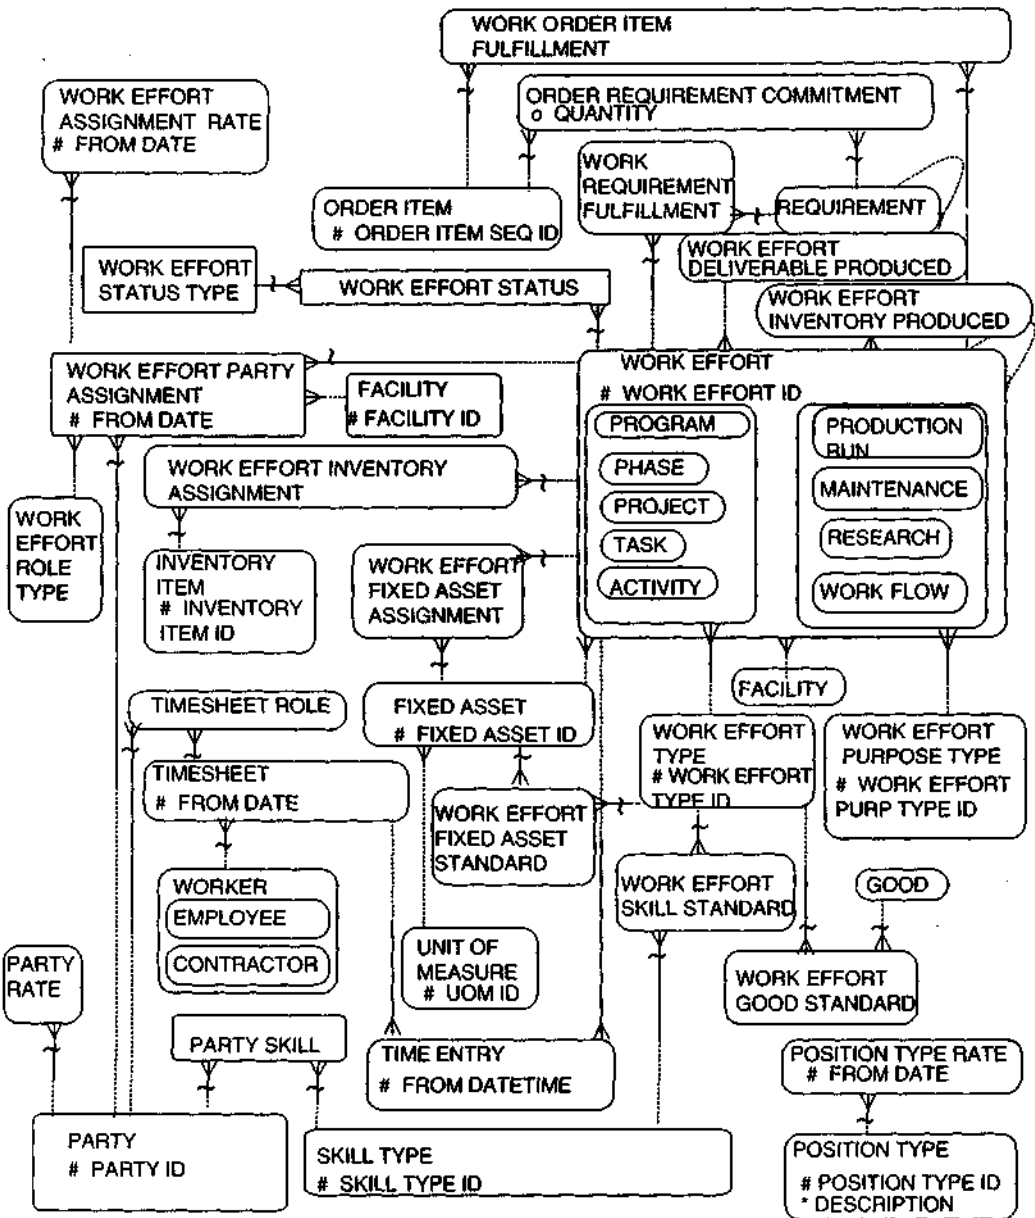 WORK ORDER ITEM
FULFILLMENT
WORK EFFORT
ASSIGNMENT RATE
# FROM DATE
ORDER REQUIREMENT COMMITMENT
o QUANTITY
WORK
REQUIREMENT
FULFILLMENT
ORDER ITEM
# ORDER ITEM SEQ ID
REQUIREMENT
WORK EFFORT
DELIVERABLE PRODUCED
WORK EFFORT
STATUS TYPE
WORK EFFORT STATUS
WORK EFFORT
INVENTORY PRODUCED
WORK EFFORT PARTY
ASSIGNMENT
# FROM DATE
FACILITY
# FACILITY ID
WORK EFFORT
# WORK EFFORT ID
PROGRAM
PHASE
PROJECT
TASK
ACTIVITY
PRODUCTION
RUN
MAINTENANCE
RESEARCH
WORK FLOW
WORK EFFORT INVENTORY
ASSIGNMENT
WORK
EFFORT
ROLE
TYPE
INVENTORY
ITEM
# INVENTORY
ITEM ID
WORK EFFORT
FIXED ASSET
ASSIGNMENT
FACILITY
TIMESHEET ROLE
FIXED ASSET
# FIXED ASSET ID
WORK EFFORT
TYPE
# WORK EFFORT
TYPE ID
WORK EFFORT
PURPOSE TYPE
# WORK EFFORT
PURP TYPE ID
TIMESHEET
# FROM DATE
WORK EFFORT
FIXED ASSET
STANDARD
WORKER
EMPLOYEE
CONTRACTOR
WORK EFFORT
SKILL STANDARD
GOOD
PARTY
RATE
UNIT OF
MEASURE
# UOM ID
WORK EFFORT
GOOD STANDARD
PARTY SKILL
TIME ENTRY
# FROM DATETIME
POSITION TYPE RATE
# FROM DATE
PARTY
# PARTY ID
SKILL TYPE
# SKILL TYPE ID
POSITION TYPE
# POSITION TYPE ID
* DESCRIPTION